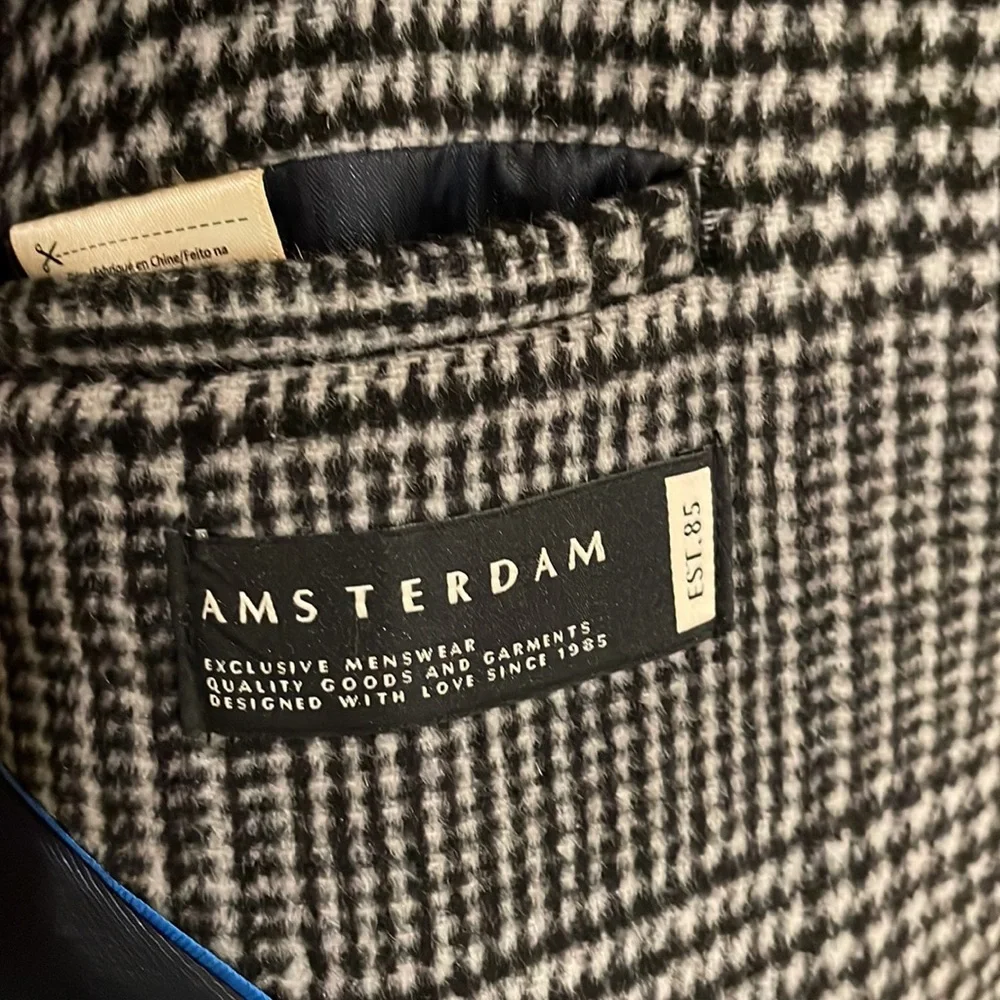 Fabriqué en Chine/Feito na
AMSTERDAM
EST.85
EXCLUSIVE MENSWEAR
QUALITY GOODS AND GARMENTS
DESIGNED WITH LOVE SINCE 1985